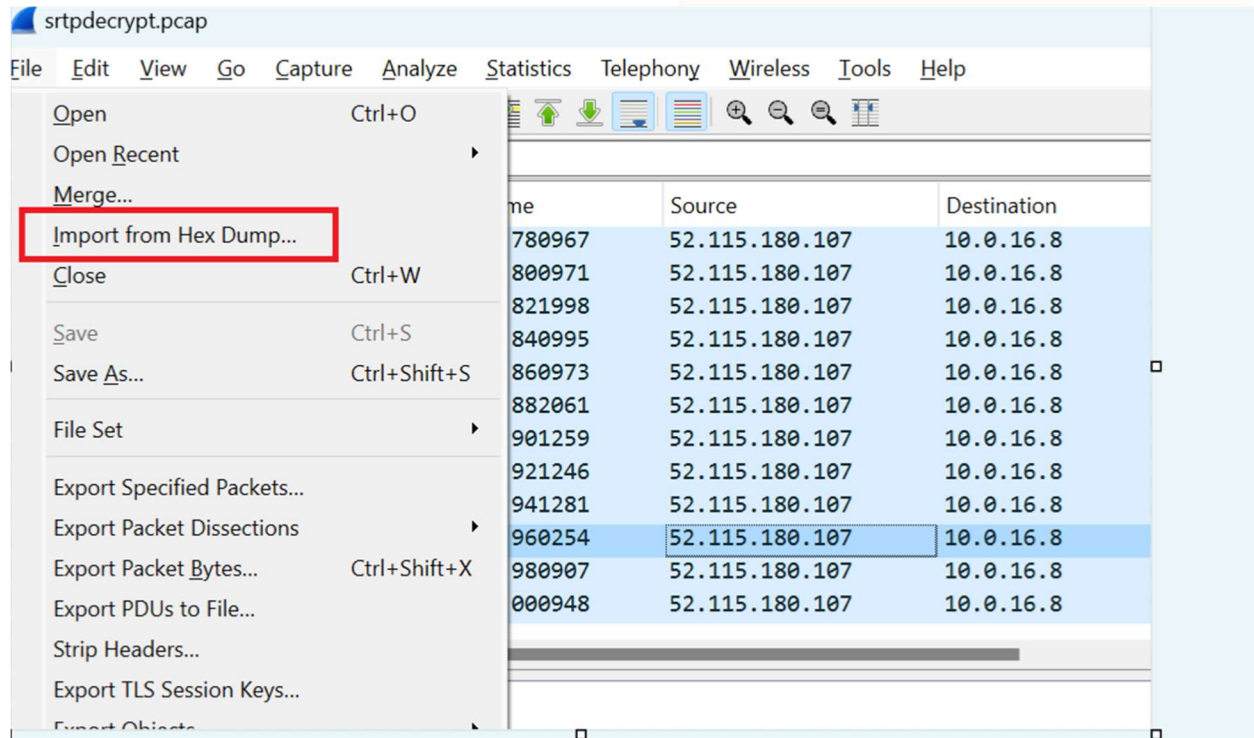 srtpdecrypt.pcap
File Edit View Go Capture Analyze Statistics Telephony Wireless Tools Help
Open Ctrl+O
Open Recent
Merge...
Import from Hex Dump...
Close Ctrl+W
Save Ctrl+S
Save As... Ctrl+Shift+S
File Set
Export Specified Packets...
Export Packet Dissections
Export Packet Bytes... Ctrl+Shift+X
Export PDUs to File...
Strip Headers...
Export TLS Session Keys...
Export Objects
me Source Destination
780967 52.115.180.107 10.0.16.8
800971 52.115.180.107 10.0.16.8
821998 52.115.180.107 10.0.16.8
840995 52.115.180.107 10.0.16.8
860973 52.115.180.107 10.0.16.8
882061 52.115.180.107 10.0.16.8
901259 52.115.180.107 10.0.16.8
921246 52.115.180.107 10.0.16.8
941281 52.115.180.107 10.0.16.8
960254 52.115.180.107 10.0.16.8
980907 52.115.180.107 10.0.16.8
000948 52.115.180.107 10.0.16.8